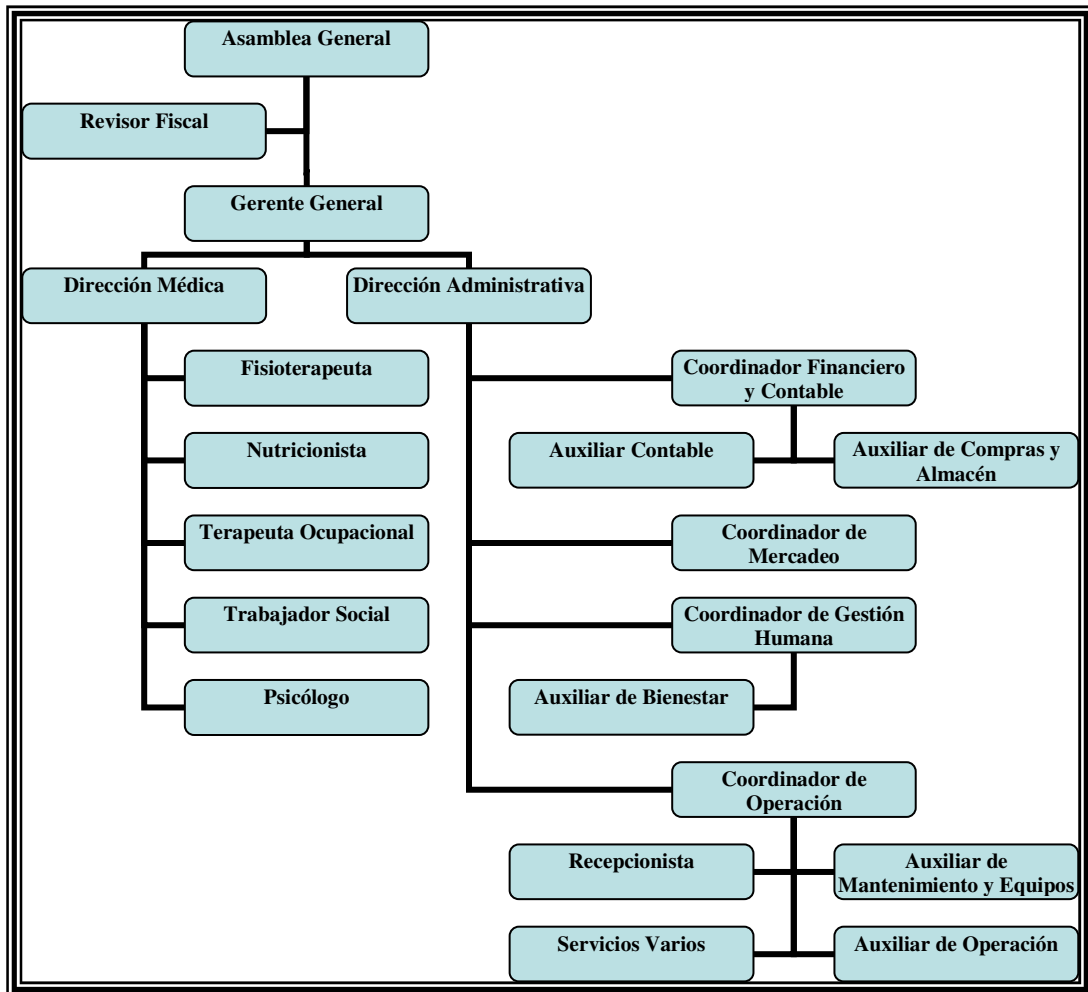 Asamblea General
Revisor Fiscal
Gerente General
Dirección Médica
Dirección Administrativa
Fisioterapeuta
Coordinador Financiero
y Contable
Nutricionista
Auxiliar Contable
Auxiliar de Compras y
Almacén
Terapeuta Ocupacional
Coordinador de
Mercadeo
Trabajador Social
Coordinador de Gestión
Humana
Psicólogo
Auxiliar de Bienestar
Coordinador de
Operación
Recepcionista
Auxiliar de
Mantenimiento y Equipos
Servicios Varios
Auxiliar de Operación